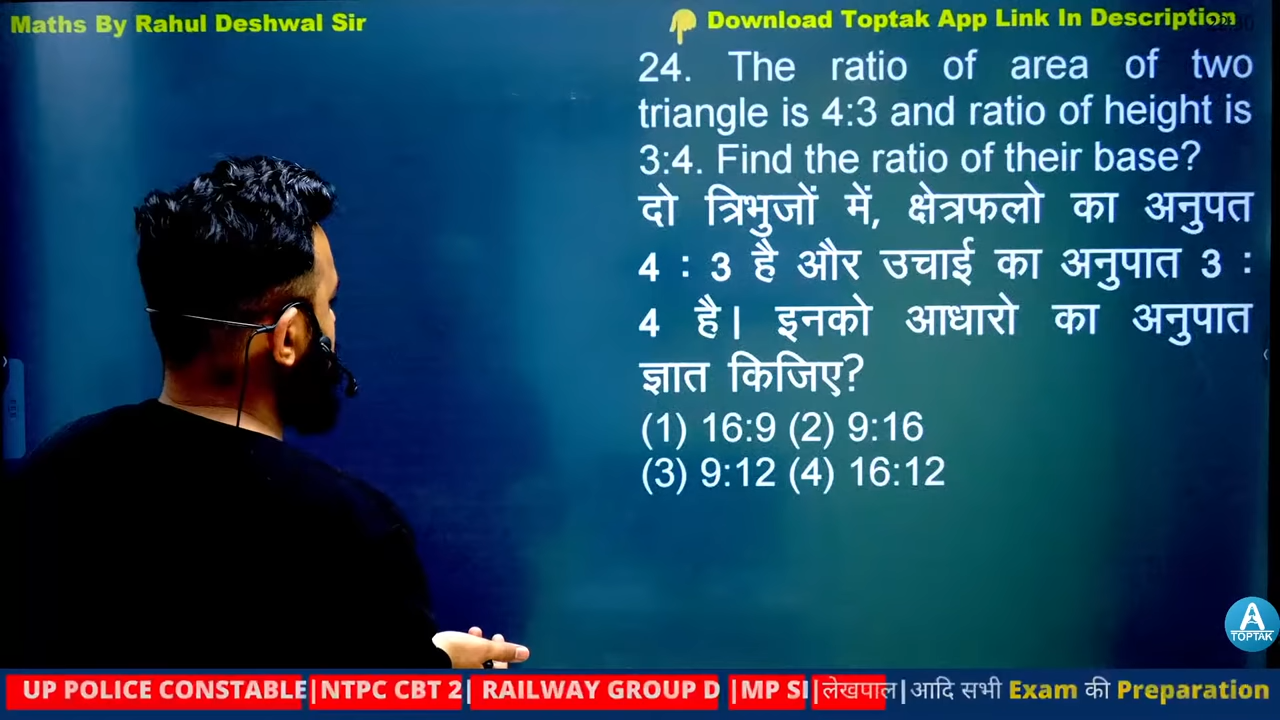 Maths By Rahul Deshwal Sir
Download Toptak App Link In Description
24. The ratio of area of two
triangle is 4:3 and ratio of height is
3:4. Find the ratio of their base?
दो त्रिभुजों में, क्षेत्रफलो का अनुपत
4 : 3 है और उचाई का अनुपात 3 :
4 है। इनको आधारो का अनुपात
ज्ञात किजिए?
(1) 16:9 (2) 9:16
(3) 9:12 (4) 16:12
A
TOPTAK
UP POLICE CONSTABLE|NTPC CBT 2| RAILWAY GROUP D |MP SI|लेखपाल|आदि सभी Exam की Preparation